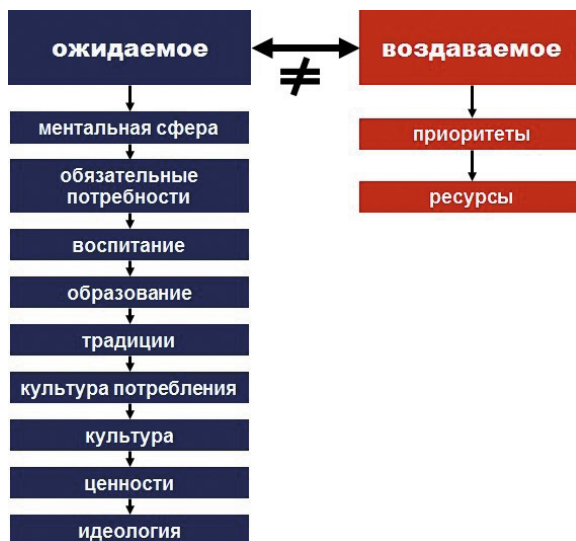 ожидаемое
≠
воздаваемое
ментальная сфера
обязательные
потребности
воспитание
образование
традиции
культура потребления
культура
ценности
идеология
приоритеты
ресурсы